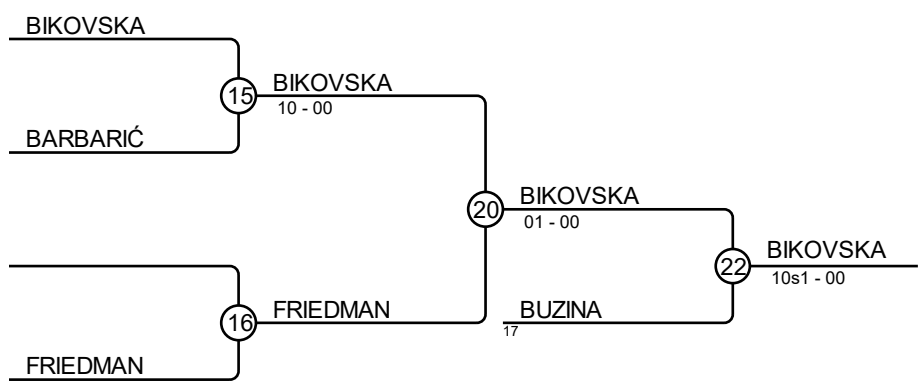 BIKOVSKA
15
BIKOVSKA
10 - 00
BARBARIĆ
20
BIKOVSKA
01 - 00
22
BIKOVSKA
10s1 - 00
16
FRIEDMAN
BUZINA
17
FRIEDMAN